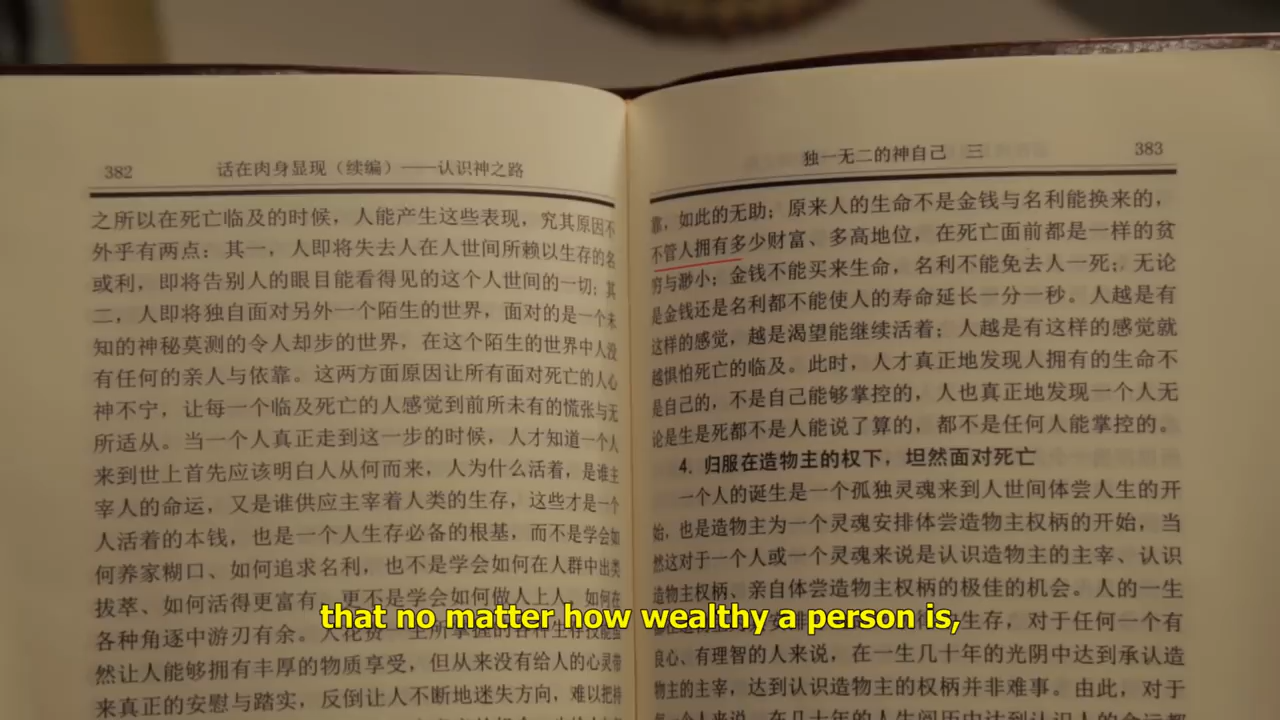 382 话在肉身显现（续编）——认识神之路
之所以在死亡临及的时候，人能产生这些表现，究其原因不
外乎有两点：其一，人即将失去人在人世间所赖以生存的名
或利，即将告别人的眼目能看得见的这个人世间的一切；其
二，人即将独自面对另外一个陌生的世界，面对的是一个未
知的神秘莫测的令人却步的世界，在这个陌生的世界中人没
有任何的亲人与依靠。这两方面原因让所有面对死亡的人心
神不宁，让每一个临及死亡的人感觉到前所未有的慌张与无
所适从。当一个人真正走到这一步的时候，人才知道一个人
来到世上首先应该明白人从何而来，人为什么活着，是谁主
宰人的命运，又是谁供应主宰着人类的生存，这些才是一个
人活着的本钱，也是一个人生存必备的根基，而不是学会如
何养家糊口、如何追求名利，也不是学会如何在人群中出类
拔萃、如何活得更富有，更不是学会如何做人上人、如何在
各种角逐中游刃有余。人花费一生所掌握的各种生存技能虽
然让人能够拥有丰厚的物质享受，但从来没有给人的心灵带
来真正的安慰与踏实，反倒让人不断地迷失方向，难以把持
独一无二的神自己 三 383
靠，如此的无助；原来人的生命不是金钱与名利能换来的，
不管人拥有多少财富、多高地位，在死亡面前都是一样的贫
穷与渺小；金钱不能买来生命，名利不能免去人一死；无论
是金钱还是名利都不能使人的寿命延长一分一秒。人越是有
这样的感觉，越是渴望能继续活着；人越是有这样的感觉就
越惧怕死亡的临及。此时，人才真正地发现人拥有的生命不
是自己的，不是自己能够掌控的，人也真正地发现一个人无
论是生是死都不是人能说了算的，都不是任何人能掌控的。
4. 归服在造物主的权下，坦然面对死亡
一个人的诞生是一个孤独灵魂来到人世间体尝人生的开
始，也是造物主为一个灵魂安排体尝造物主权柄的开始，当
然这对于一个人或一个灵魂来说是认识造物主的主宰、认识
造物主权柄、亲自体尝造物主权柄的极佳的机会。人的一生
生存，对于任何一个有
良心、有理智的人来说，在一生几十年的光阴中达到承认造
物主的主宰，达到认识造物主的权柄并非难事。由此，对于
that no matter how wealthy a person is,